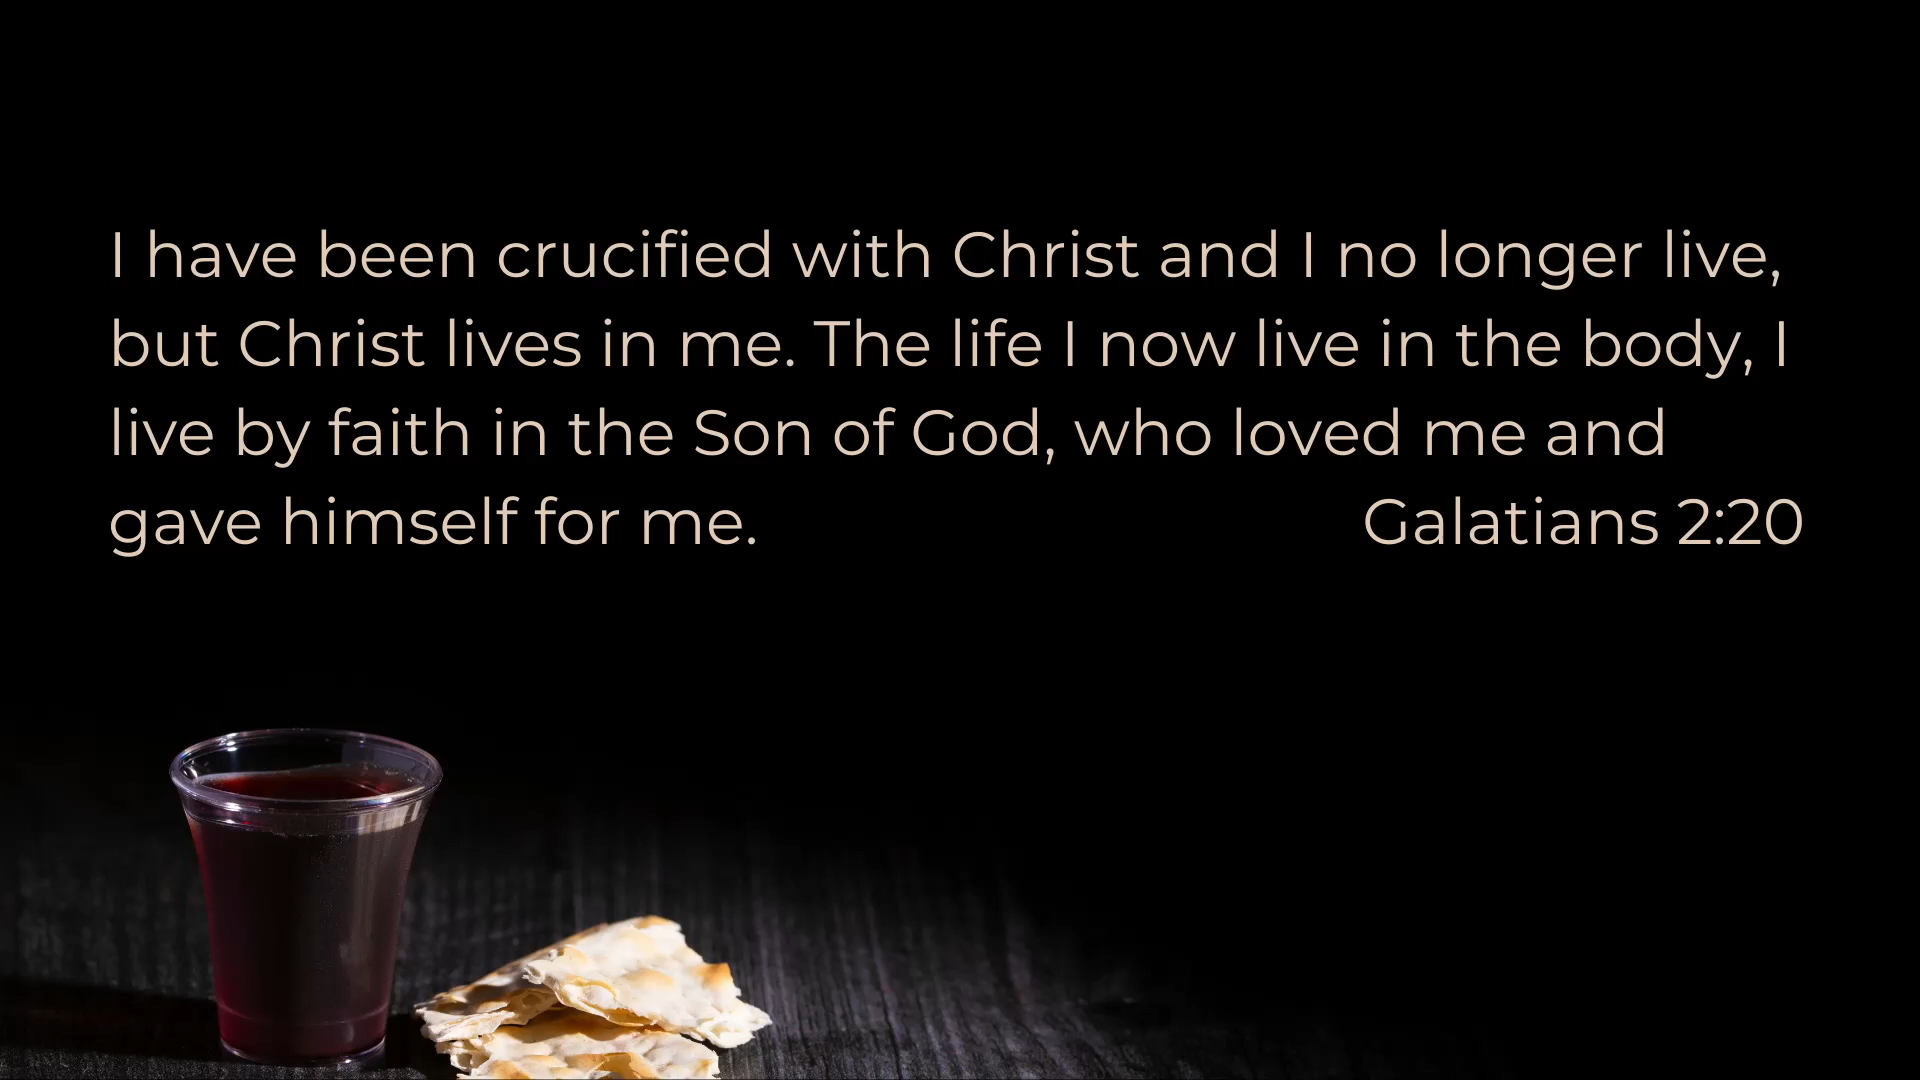 I have been crucified with Christ and I no longer live,
but Christ lives in me. The life I now live in the body, I
live by faith in the Son of God, who loved me and
gave himself for me. Galatians 2:20